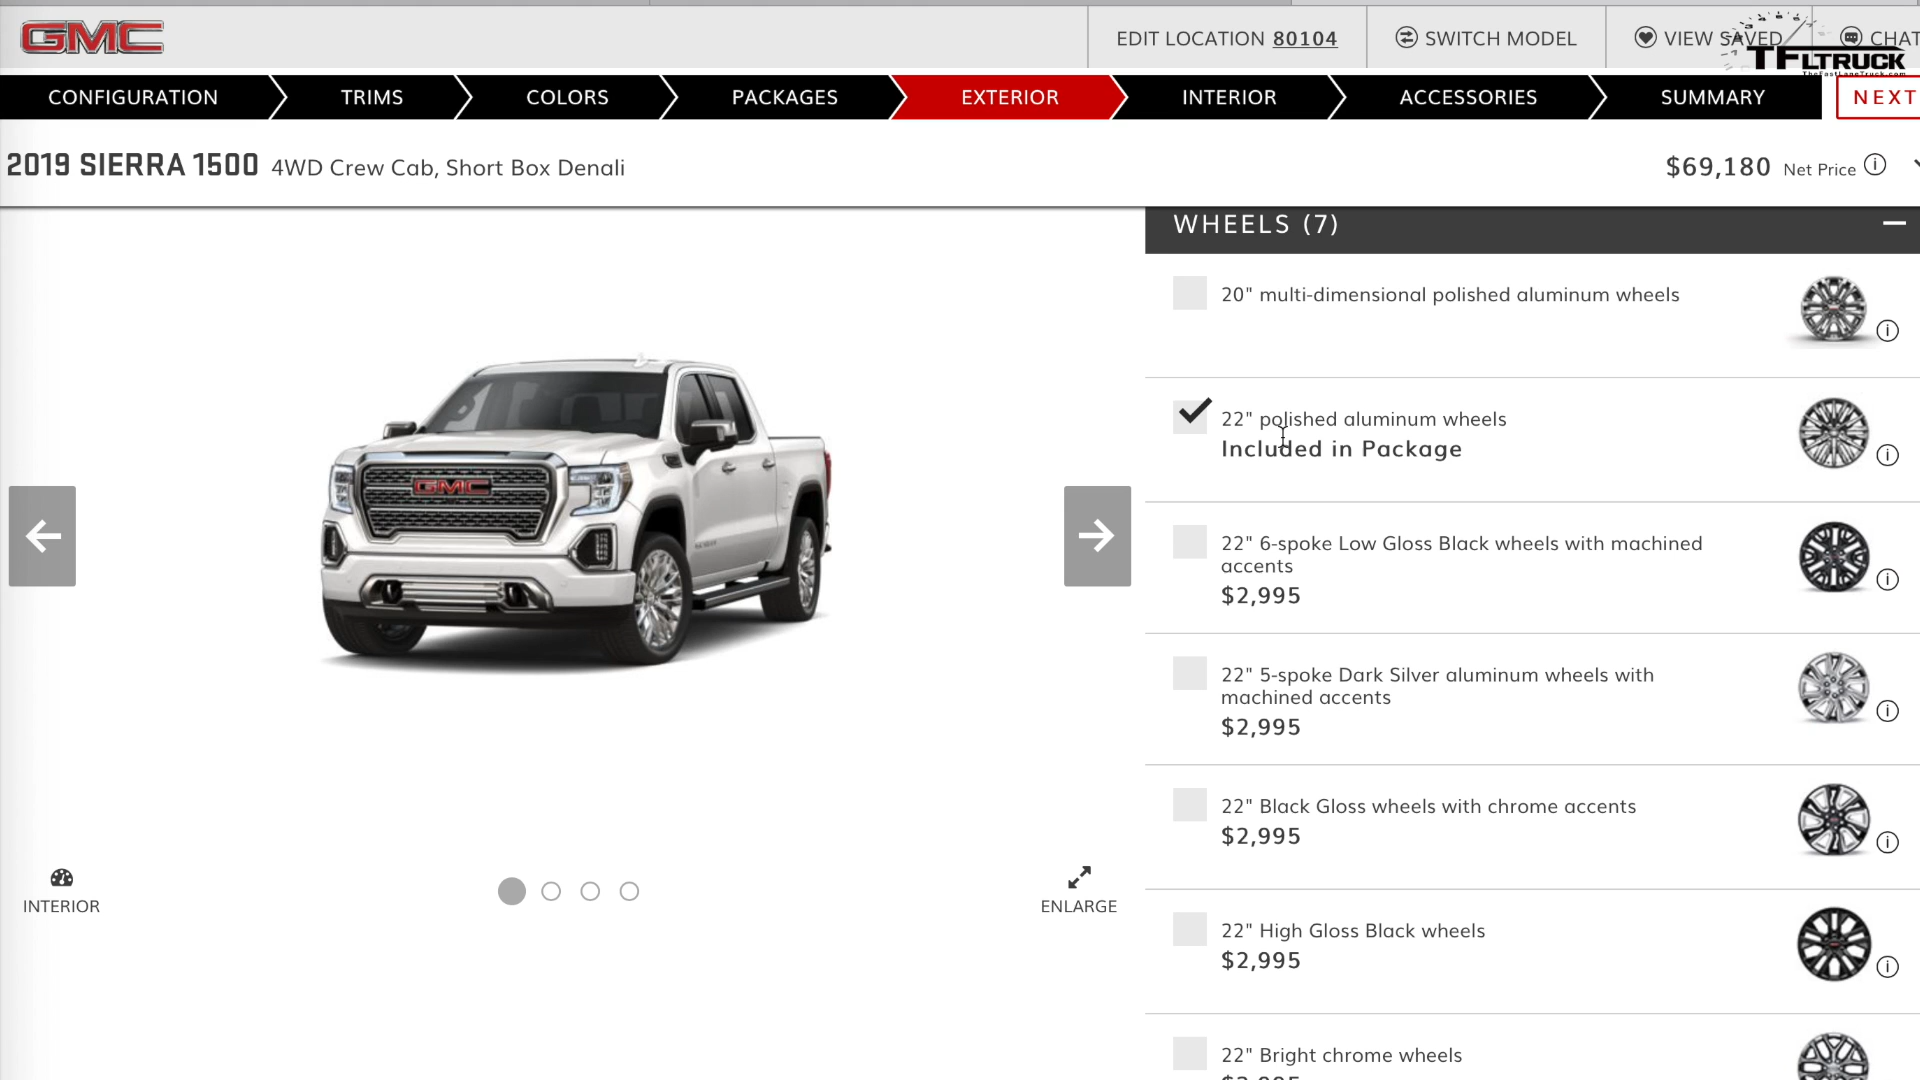 GMC
EDIT LOCATION 80104
SWITCH MODEL
VIEW SAVED
CHAT
TFLTRUCK
TheFastLaneTruck.com
CONFIGURATION
TRIMS
COLORS
PACKAGES
EXTERIOR
INTERIOR
ACCESSORIES
SUMMARY
NEXT
2019 SIERRA 1500 4WD Crew Cab, Short Box Denali
$69,180 Net Price
WHEELS (7)
20" multi-dimensional polished aluminum wheels
22" polished aluminum wheels
Included in Package
22" 6-spoke Low Gloss Black wheels with machined
accents
$2,995
22" 5-spoke Dark Silver aluminum wheels with
machined accents
$2,995
22" Black Gloss wheels with chrome accents
$2,995
22" High Gloss Black wheels
$2,995
22" Bright chrome wheels
GMC
INTERIOR
ENLARGE